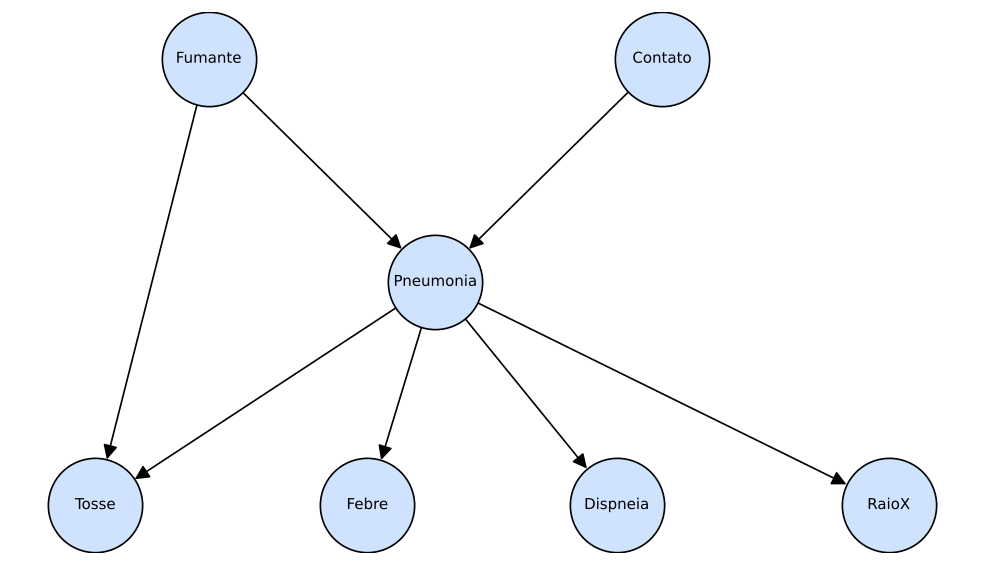 Fumante
Contato
Pneumonia
Tosse
Febre
Dispneia
RaioX